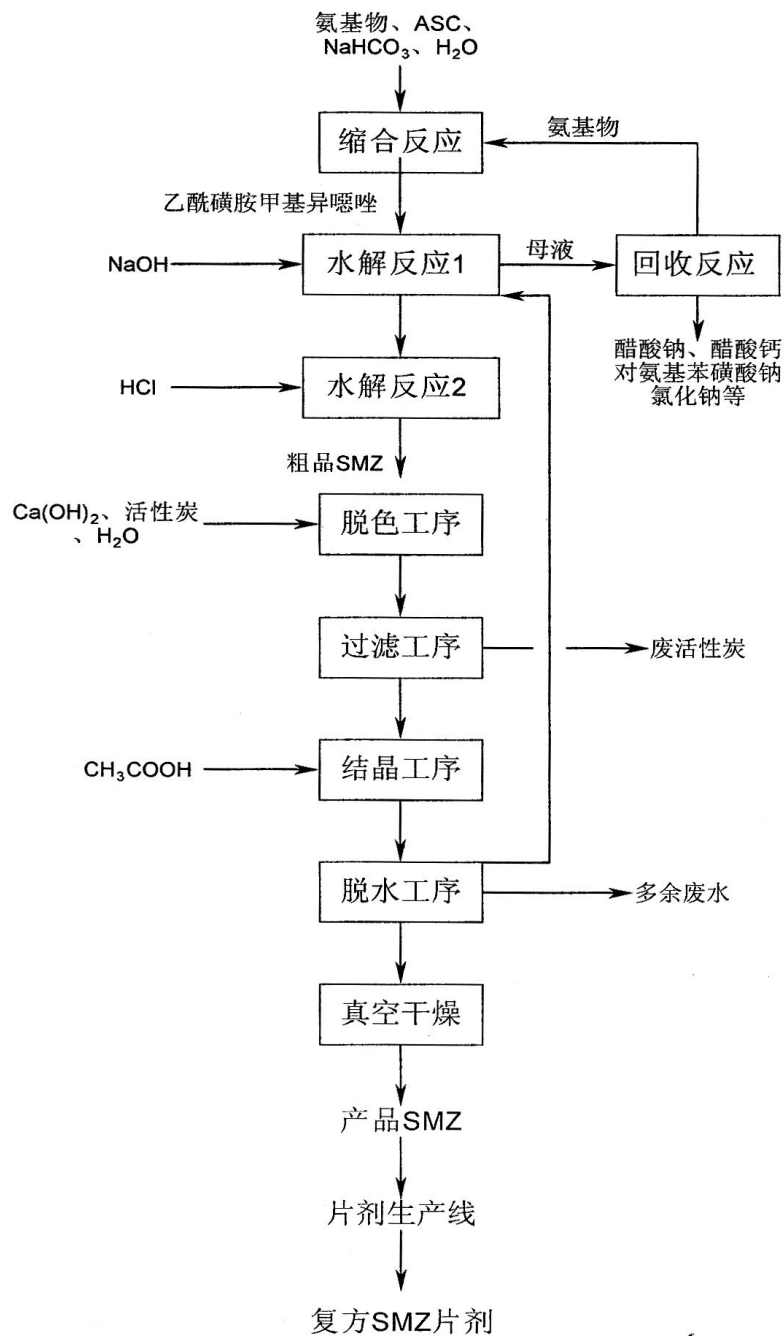 氨基物、ASC、
NaHCO₃、H₂O
缩合反应
氨基物
乙酰磺胺甲基异噁唑
NaOH
水解反应1
母液
回收反应
醋酸钠、醋酸钙
对氨基苯磺酸钠
氯化钠等
HCl
水解反应2
粗品SMZ
Ca(OH)₂、活性炭
、H₂O
脱色工序
过滤工序
废活性炭
CH₃COOH
结晶工序
脱水工序
多余废水
真空干燥
产品SMZ
片剂生产线
复方SMZ片剂